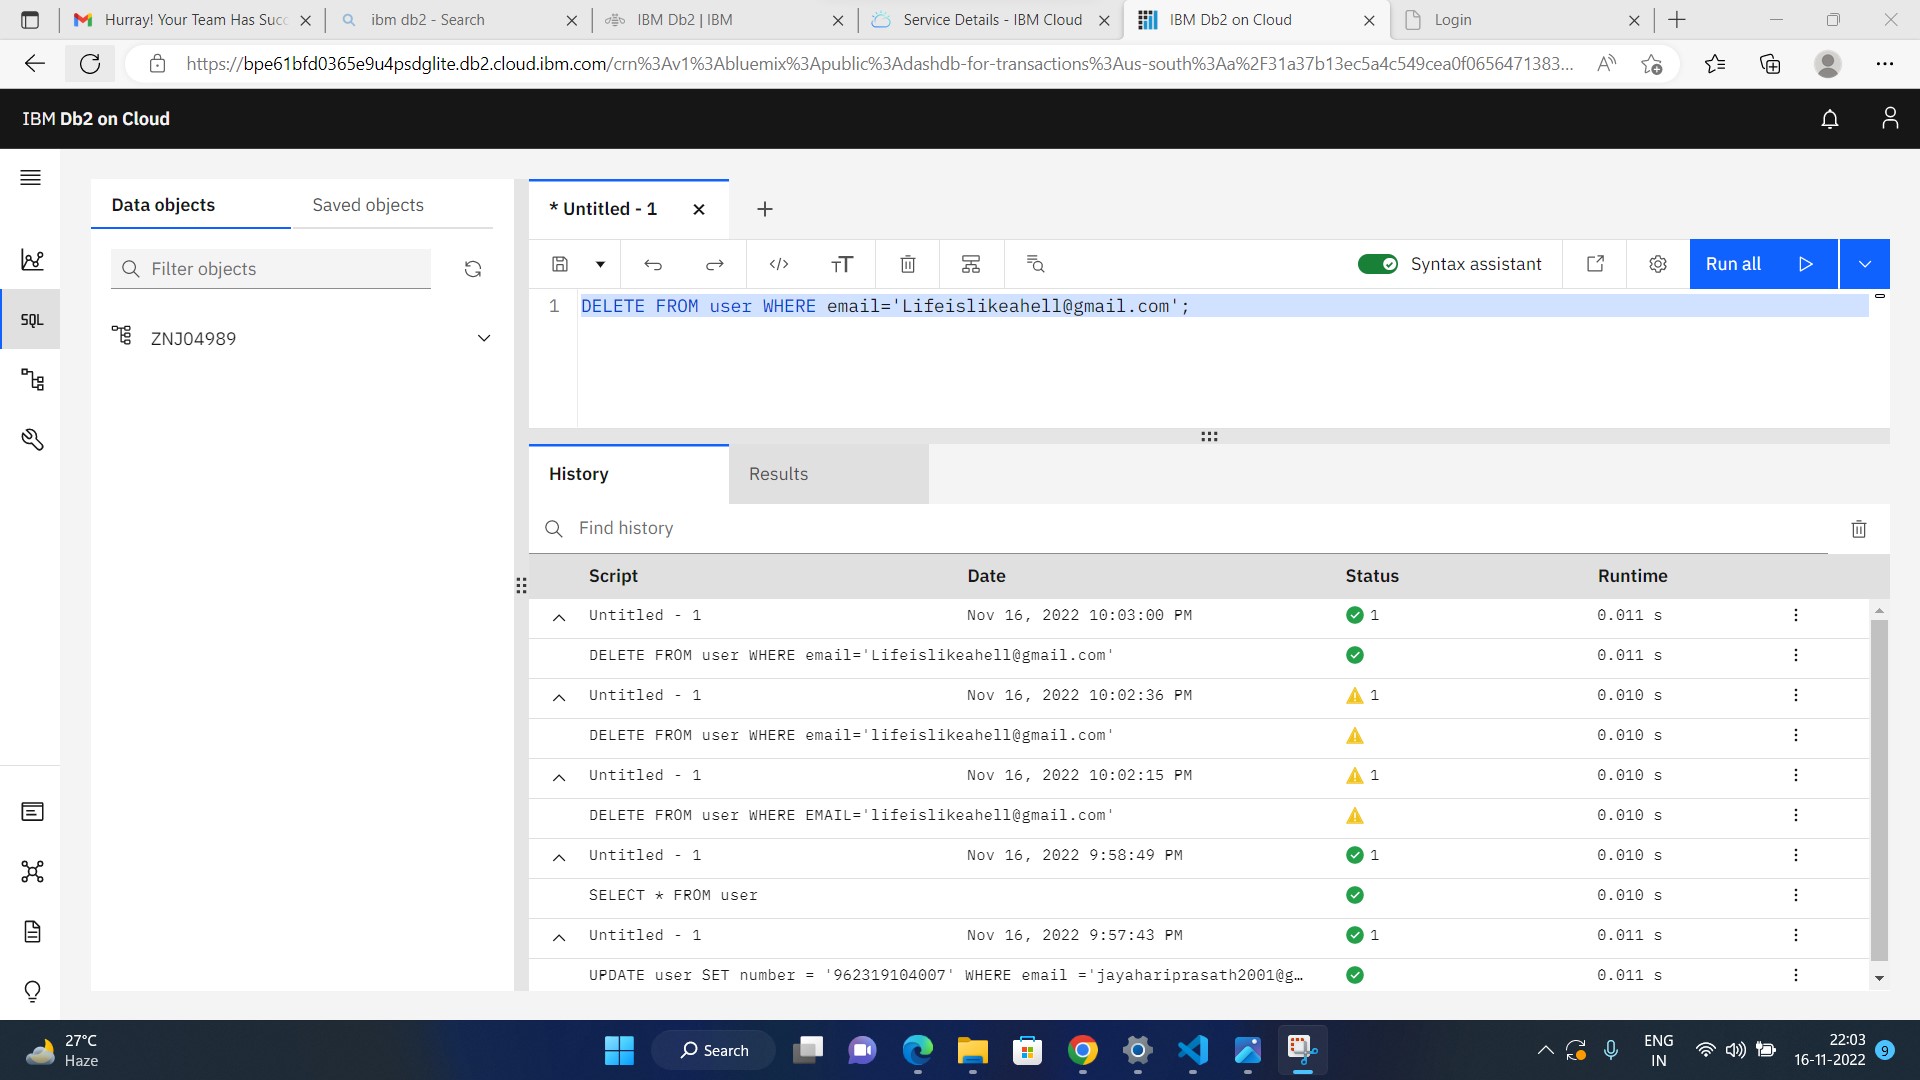 Hurray! Your Team Has Succ
ibm db2 - Search
IBM Db2 | IBM
Service Details - IBM Cloud
IBM Db2 on Cloud
Login
https://bpe61bfd0365e9u4psdglite.db2.cloud.ibm.com/crn%3Av1%3Abluemix%3Apublic%3Adashdb-for-transactions%3Aus-south%3Aa%2F31a37b13ec5a4c549cea0f0656471383...
IBM Db2 on Cloud
Data objects
Saved objects
* Untitled - 1
Filter objects
Syntax assistant
Run all
SQL
ZNJ04989
1 DELETE FROM user WHERE email='Lifeislikeahell@gmail.com';
History
Results
Find history
Script Date Status Runtime
Untitled - 1 Nov 16, 2022 10:03:00 PM 1 0.011 s
DELETE FROM user WHERE email='Lifeislikeahell@gmail.com' 0.011 s
Untitled - 1 Nov 16, 2022 10:02:36 PM 1 0.010 s
DELETE FROM user WHERE email='lifeislikeahell@gmail.com' 0.010 s
Untitled - 1 Nov 16, 2022 10:02:15 PM 1 0.010 s
DELETE FROM user WHERE EMAIL='lifeislikeahell@gmail.com' 0.010 s
Untitled - 1 Nov 16, 2022 9:58:49 PM 1 0.010 s
SELECT * FROM user 0.010 s
Untitled - 1 Nov 16, 2022 9:57:43 PM 1 0.011 s
UPDATE user SET number = '962319104007' WHERE email ='jayahariprasath2001@g… 0.011 s
27°C
Haze
Search
ENG
IN
22:03
16-11-2022
9